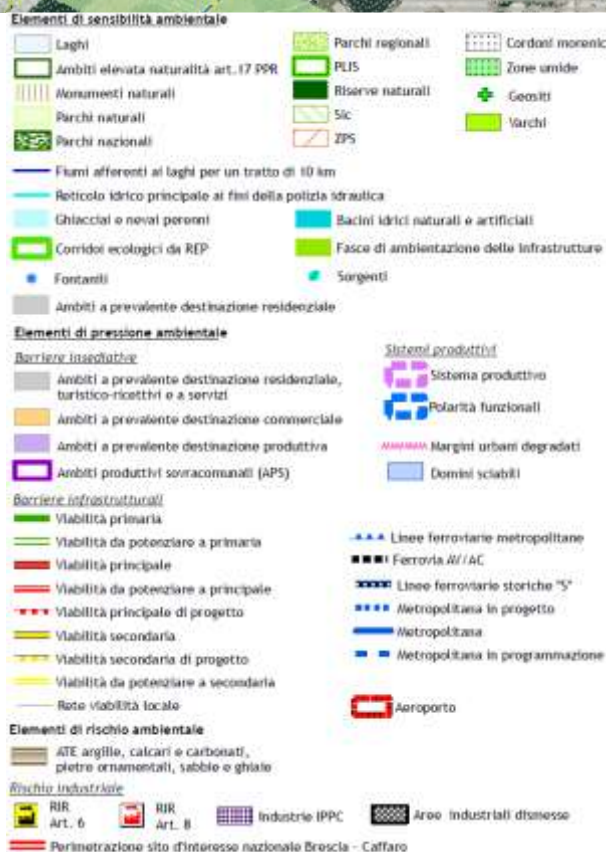 Elementi di sensibilità ambientale
Laghi
Parchi regionali
Cordoni morenic
Ambiti elevata naturalità art.17 PPR
PLIS
Zone umide
Monumenti naturali
Riserve naturali
Geositi
Parchi naturali
Sic
Varchi
Parchi nazionali
ZPS
Fiumi afferenti ai laghi per un tratto di 10 km
Reticolo idrico principale ai fini della polizia idraulica
Ghiacciai e nevai perenni
Bacini idrici naturali e artificiali
Corridoi ecologici da REP
Fasce di ambientazione delle infrastrutture
Fontanili
Sorgenti
Ambiti a prevalente destinazione residenziale
Elementi di pressione ambientale
Barriere insediative
Sistemi produttivi
Ambiti a prevalente destinazione residenziale,
turistico-ricettivi e a servizi
Sistema produttivo
Polarità funzionali
Ambiti a prevalente destinazione commerciale
Ambiti a prevalente destinazione produttiva
Margini urbani degradati
Ambiti produttivi sovracomunali (APS)
Domini sciabili
Barriere infrastrutturali
Viabilità primaria
Viabilità da potenziare a primaria
Linee ferroviarie metropolitane
Viabilità principale
Ferrovia AV/AC
Viabilità da potenziare a principale
Linee ferroviarie storiche "S"
Viabilità principale di progetto
Metropolitana in progetto
Viabilità secondaria
Metropolitana
Viabilità secondaria di progetto
Metropolitana in programmazione
Viabilità da potenziare a secondaria
Rete viabilità locale
Aeroporto
Elementi di rischio ambientale
ATE argille, calcari e carbonati,
pietre ornamentali, sabbie e ghiaie
Rischio industriale
RIR
Art. 6
RIR
Art. 8
Industrie IPPC
Aree industriali dismesse
Perimetrazione sito d'interesse nazionale Brescia - Caffaro